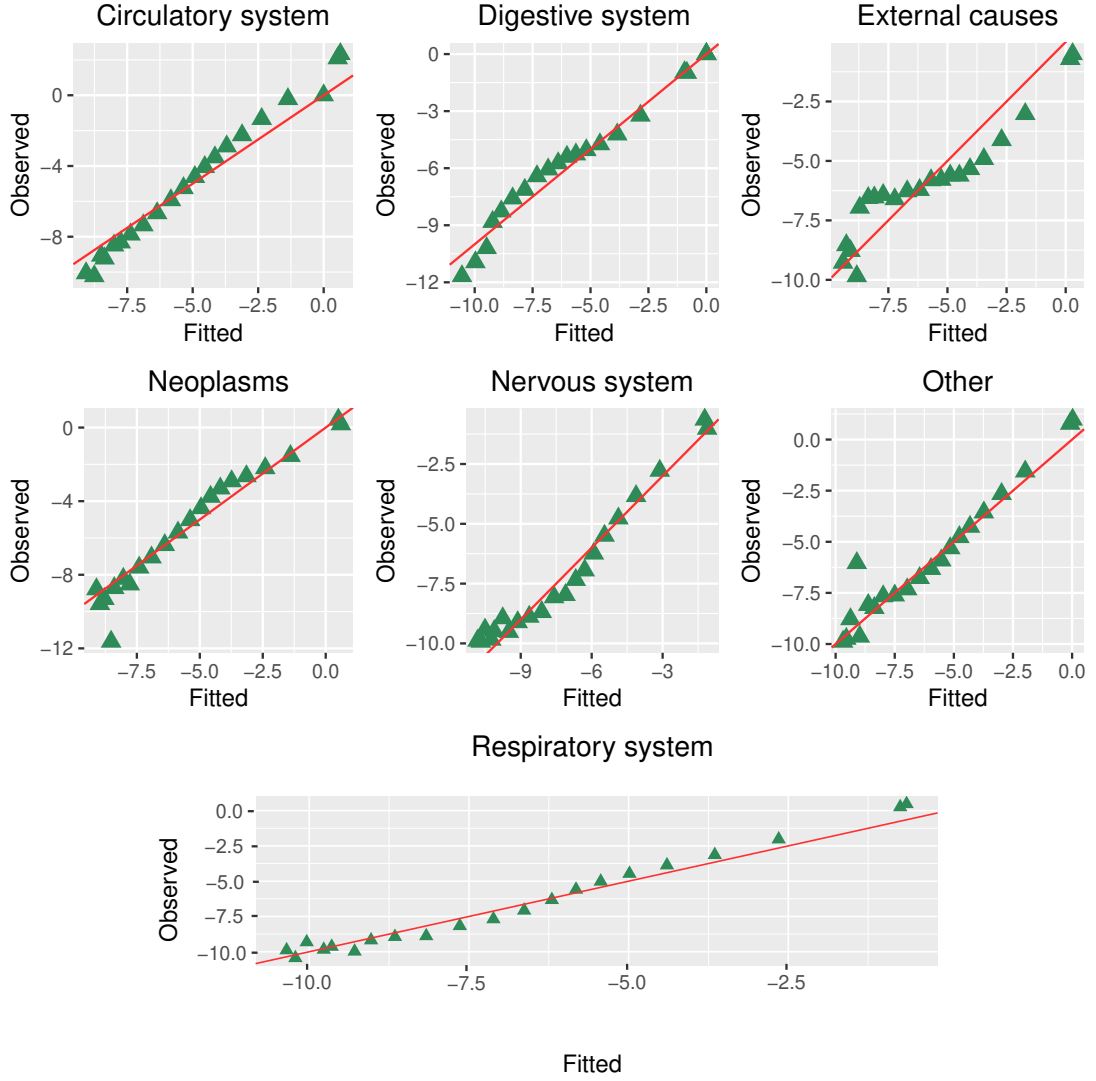 Circulatory system Digestive system External causes
0
−4
−8
−7.5 −5.0 −2.5 0.0
Fitted
Observed
0
−3
−6
−9
−12
−10.0 −7.5 −5.0 −2.5 0.0
Fitted
Observed
−2.5
−5.0
−7.5
−10.0
−7.5 −5.0 −2.5 0.0
Fitted
Observed
Neoplasms Nervous system Other
0
−4
−8
−12
−7.5 −5.0 −2.5 0.0
Fitted
Observed
−2.5
−5.0
−7.5
−10.0
−9 −6 −3
Fitted
Observed
0.0
−2.5
−5.0
−7.5
−10.0
−10.0 −7.5 −5.0 −2.5 0.0
Fitted
Observed
Respiratory system
0.0
−2.5
−5.0
−7.5
−10.0
−10.0 −7.5 −5.0 −2.5
Observed
Fitted